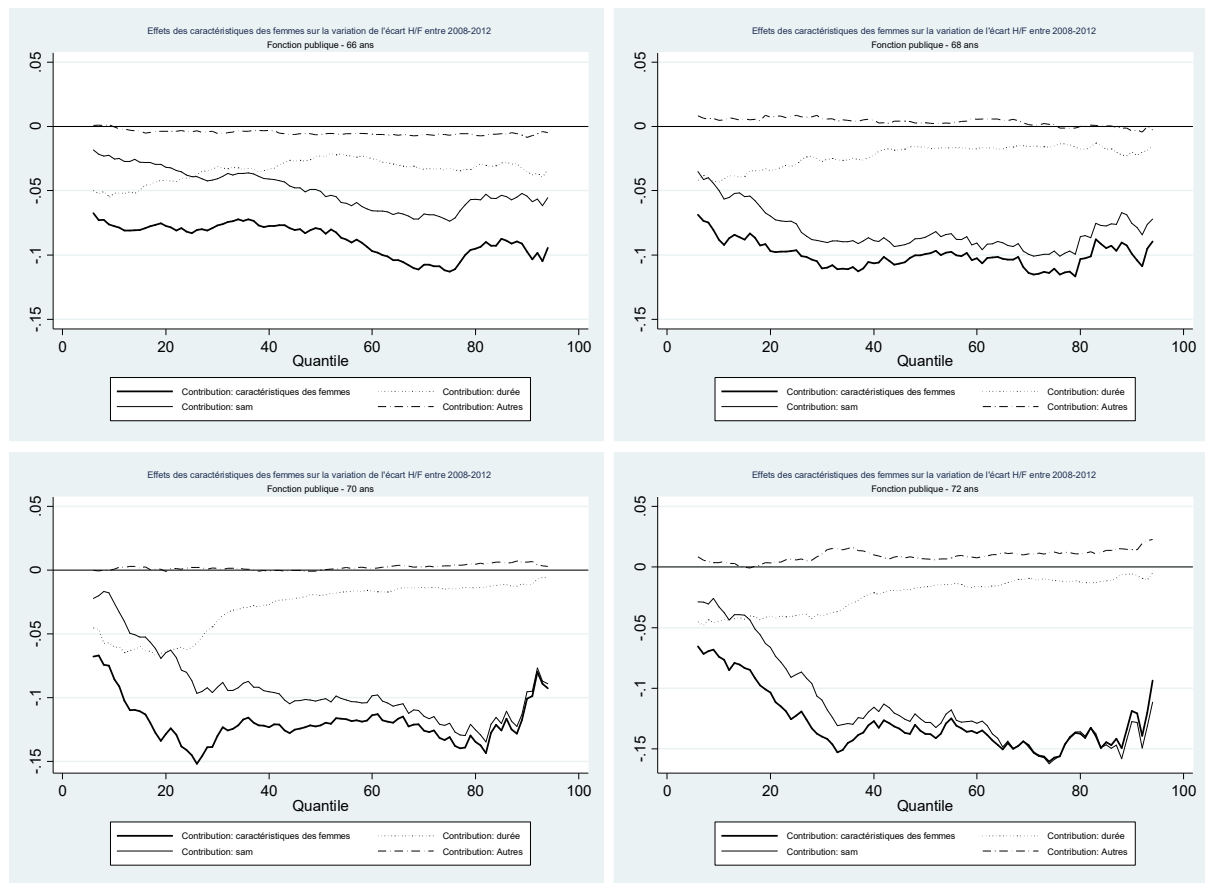 Effets des caractéristiques des femmes sur la variation de l'écart H/F entre 2008-2012
Fonction publique - 66 ans
.05
0
-.05
-.1
-.15
0 20 40 60 80 100
Quantile
Contribution: caractéristiques des femmes Contribution: durée
Contribution: sam Contribution: Autres
Effets des caractéristiques des femmes sur la variation de l'écart H/F entre 2008-2012
Fonction publique - 68 ans
.05
0
-.05
-.1
-.15
0 20 40 60 80 100
Quantile
Contribution: caractéristiques des femmes Contribution: durée
Contribution: sam Contribution: Autres
Effets des caractéristiques des femmes sur la variation de l'écart H/F entre 2008-2012
Fonction publique - 70 ans
.05
0
-.05
-.1
-.15
0 20 40 60 80 100
Quantile
Contribution: caractéristiques des femmes Contribution: durée
Contribution: sam Contribution: Autres
Effets des caractéristiques des femmes sur la variation de l'écart H/F entre 2008-2012
Fonction publique - 72 ans
.05
0
-.05
-.1
-.15
0 20 40 60 80 100
Quantile
Contribution: caractéristiques des femmes Contribution: durée
Contribution: sam Contribution: Autres